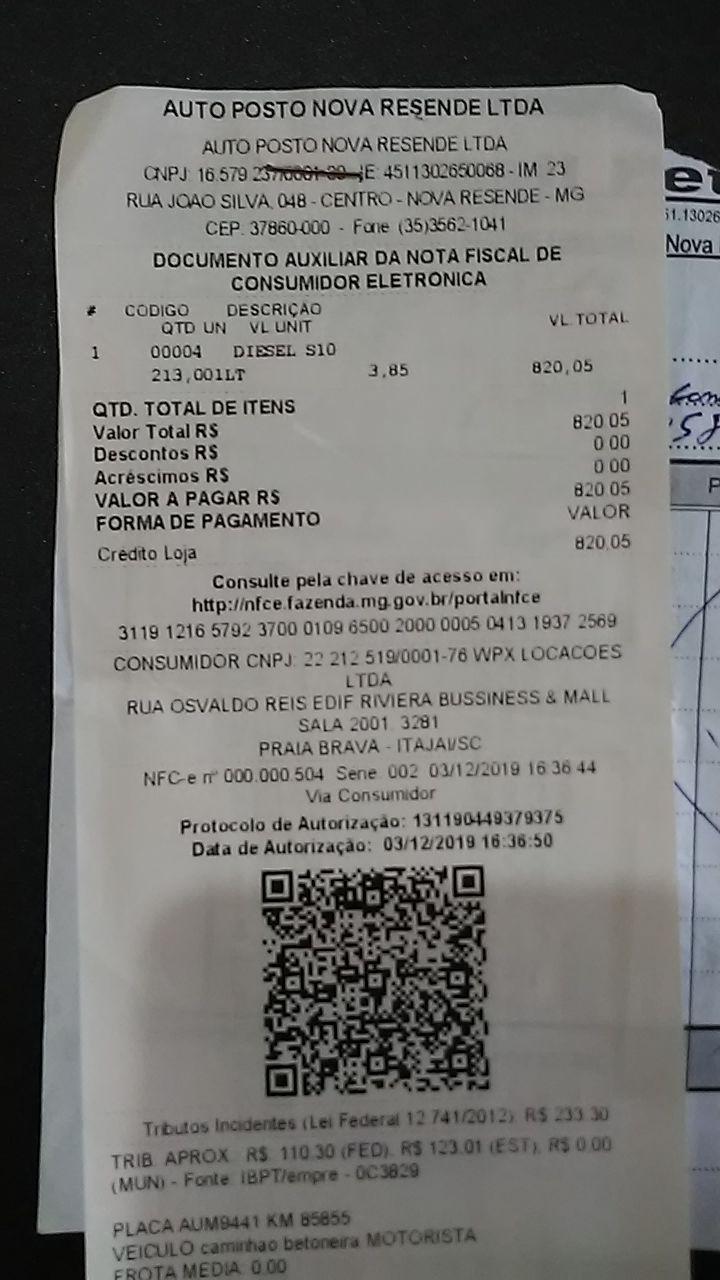 AUTO POSTO NOVA RESENDE LTDA
AUTO POSTO NOVA RESENDE LTDA
CNPJ: 16.579 IE: 4511302650068 - IM 23
RUA JOAO SILVA, 048 - CENTRO - NOVA RESENDE - MG
CEP. 37860-000 - Fone (35)3562-1041
DOCUMENTO AUXILIAR DA NOTA FISCAL DE
CONSUMIDOR ELETRONICA
# CODIGO DESCRIÇÃO
QTD UN VL UNIT VL TOTAL
1 00004 DIESEL S10
213,001LT 3,85 820,05
QTD. TOTAL DE ITENS 1
Valor Total R$ 820 05
Descontos R$ 0 00
Acréscimos R$ 0 00
VALOR A PAGAR R$ 820 05
FORMA DE PAGAMENTO VALOR
Crédito Loja 820,05
Consulte pela chave de acesso em:
http://nfce.fazenda.mg.gov.br/portalnfce
3119 1216 5792 3700 0109 6500 2000 0005 0413 1937 2569
CONSUMIDOR CNPJ: 22 212 519/0001-76 WPX LOCACOES
LTDA
RUA OSVALDO REIS EDIF RIVIERA BUSSINESS & MALL
SALA 2001 3281
PRAIA BRAVA - ITAJAI/SC
NFC-e nº 000.000.504 Serie 002 03/12/2019 16:36:44
Via Consumidor
Protocolo de Autorização: 131190449379375
Data de Autorização: 03/12/2019 16:36:50
Tributos Incidentes (Lei Federal 12.741/2012): R$ 233.30
TRIB. APROX. R$ 110.30 (FED), R$ 123.01 (EST), R$ 0.00
(MUN) - Fonte: IBPT/empre - 0C3829
PLACA AUM9441 KM 85855
VEICULO caminhao betoneira MOTORISTA
FROTA MEDIA: 0.00
51.13026
Nova